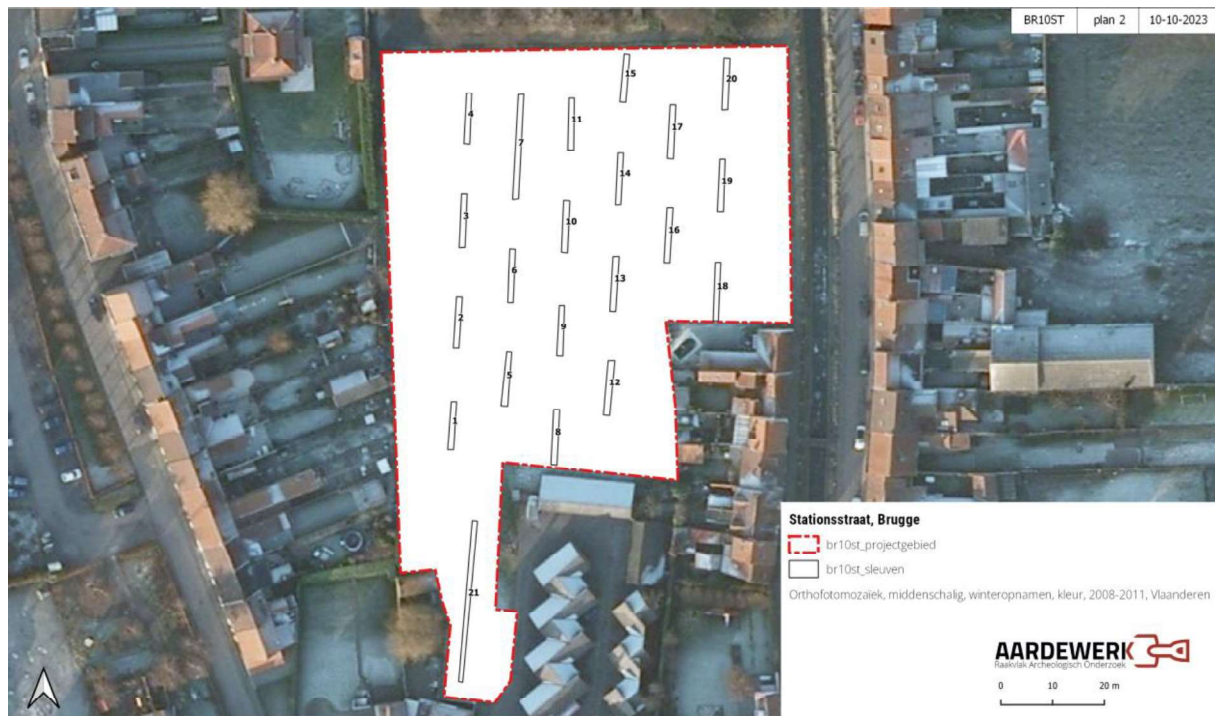 BR10ST plan 2 10-10-2023
15
20
4
7
11
17
14
19
3
10
16
6
13
18
2
9
5
12
1
8
21
Stationsstraat, Brugge
br10st_projectgebied
br10st_sleuven
Orthofotomozaïek, middenschalig, winteropnamen, kleur, 2008-2011, Vlaanderen
AARDEWERK
Raakvlak Archeologisch Onderzoek
0 10 20 m